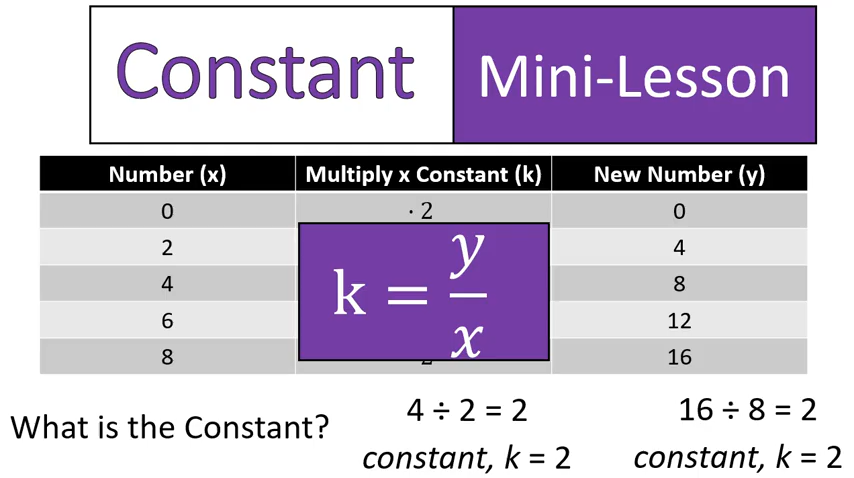 Constant Mini-Lesson
Number (x) Multiply x Constant (k) New Number (y)
0 · 2 0
2 4
4 8
6 12
8 2 16
k = y/x
What is the Constant?
4 ÷ 2 = 2
constant, k = 2
16 ÷ 8 = 2
constant, k = 2